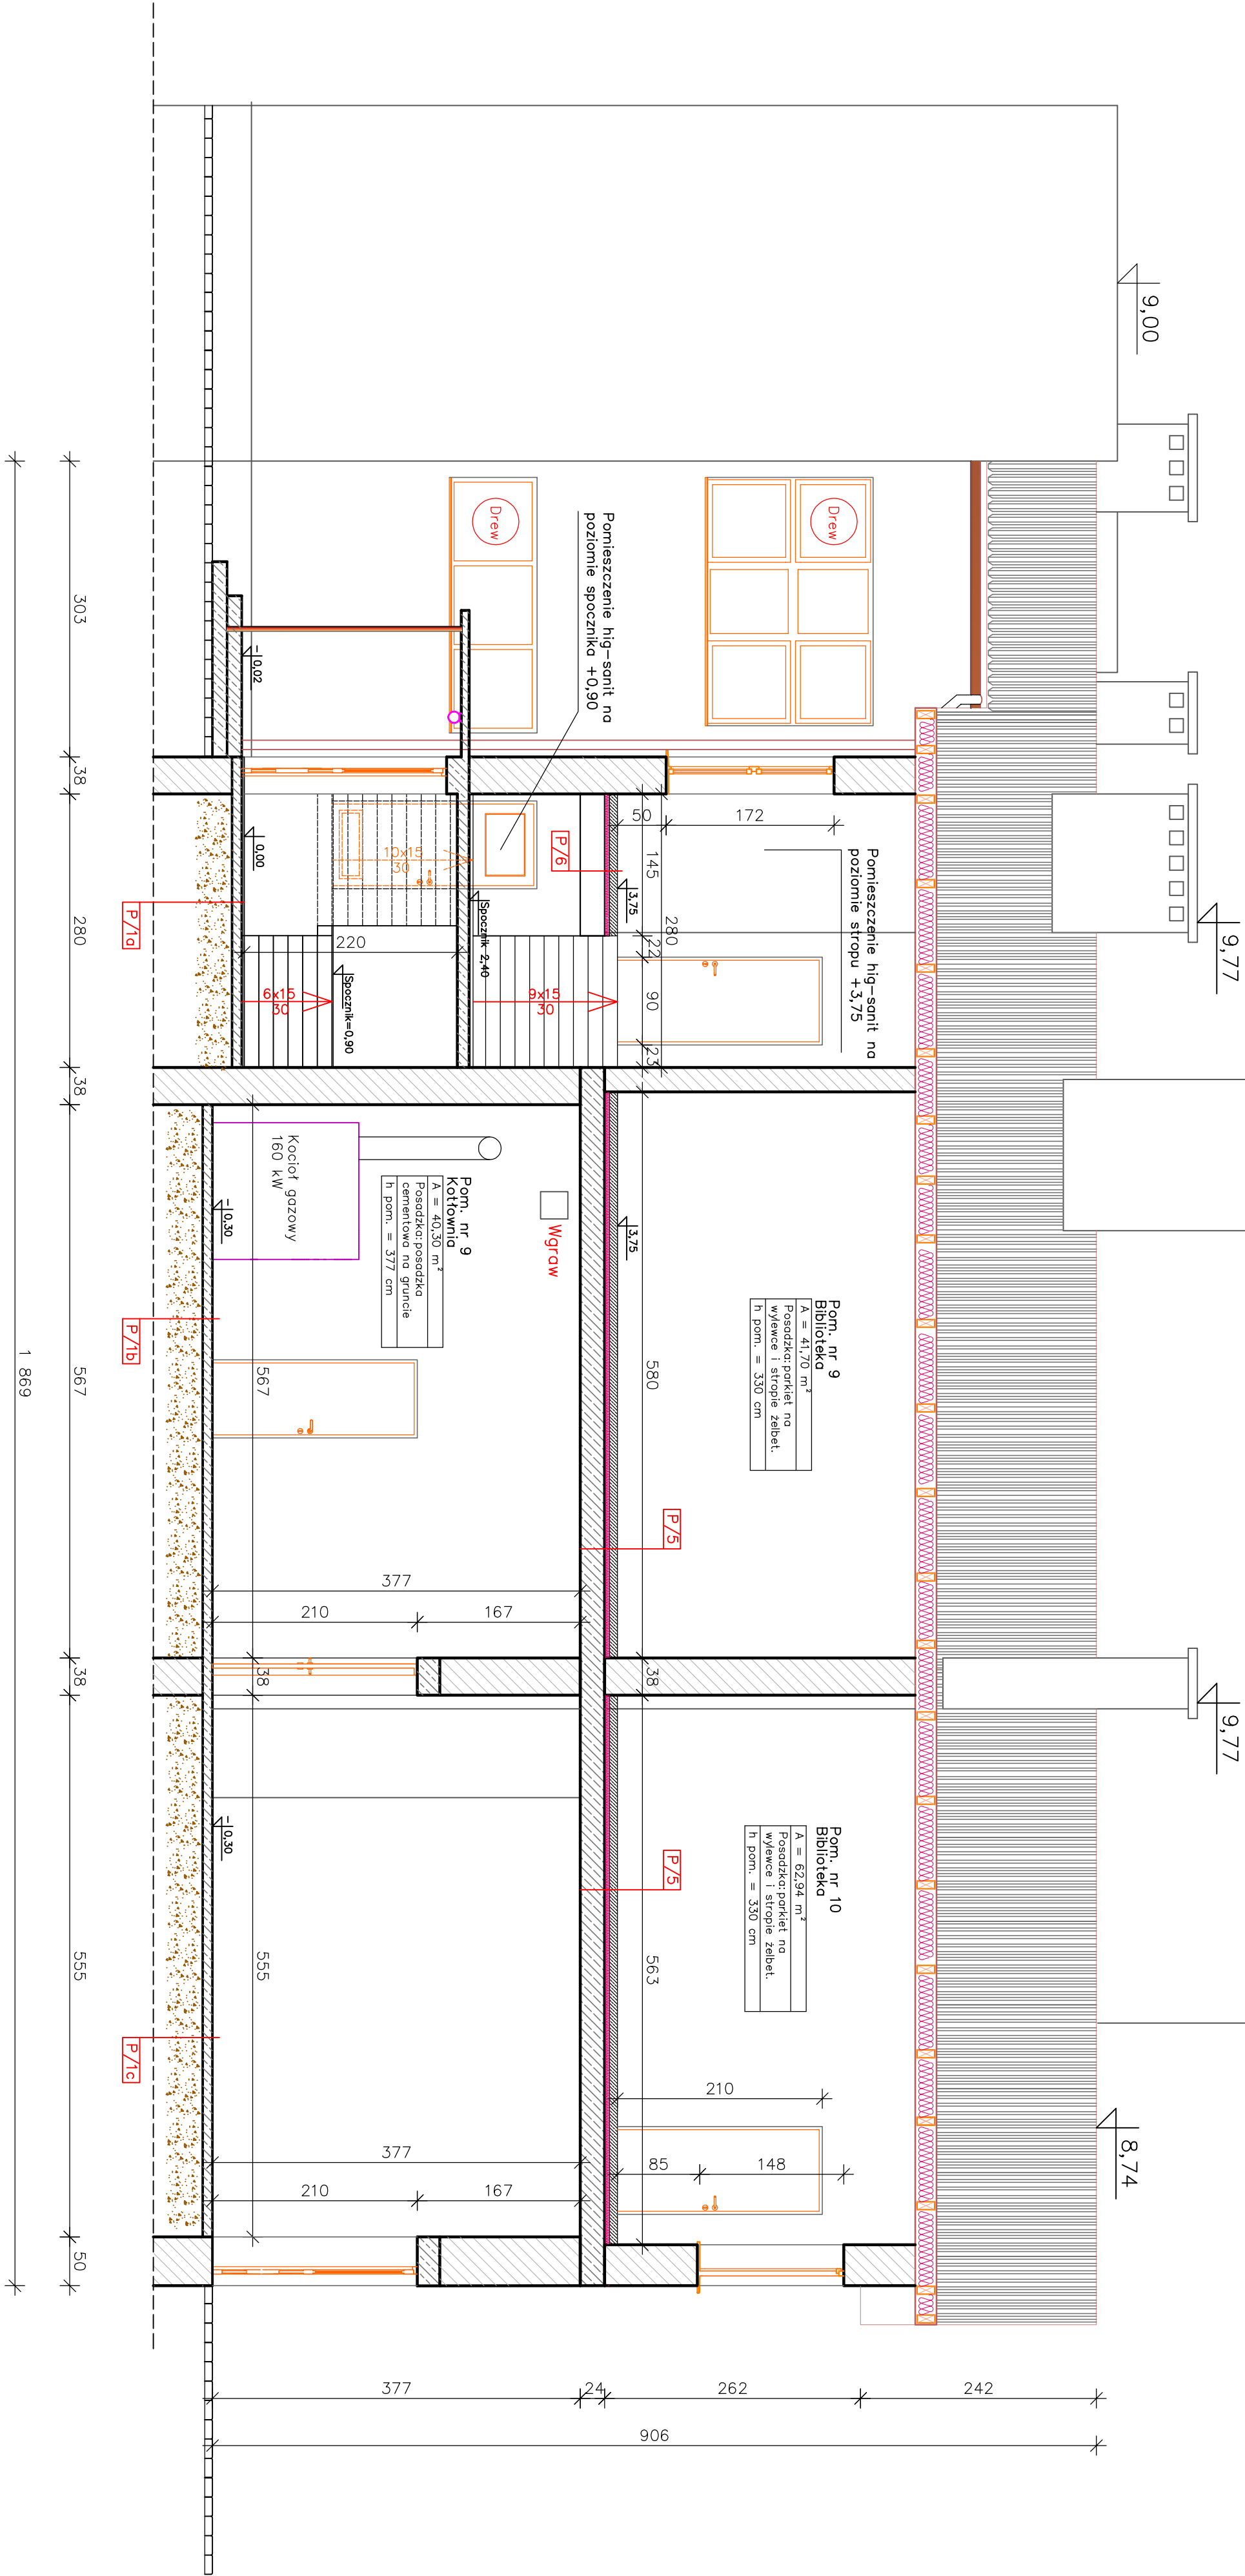 9,00
9,77
9,77
8,74
Drew
Drew
Pomieszczenie hig-sanit na
poziomie spocznika +0,90
Pomieszczenie hig-sanit na
poziomie stropu +3,75
172
50
P/6
145
3,75
280
22
90
23
-0,02
0,00
10x15
30
Spocznik 2,40
220
Spocznik=0,90
6x15
30
9x15
30
P/1a
Pom. nr 9
Biblioteka
A = 41,70 m²
Posadzka:parkiet na
wylewce i stropie żelbet.
h pom. = 330 cm
3,75
580
P/5
38
Pom. nr 10
Biblioteka
A = 62,94 m²
Posadzka:parkiet na
wylewce i stropie żelbet.
h pom. = 330 cm
P/5
563
210
85
148
Wgraw
Pom. nr 9
Kotłownia
A = 40,30 m²
Posadzka:posadzka
cementowa na gruncie
h pom. = 377 cm
Kocioł gazowy
160 kW
-0,30
567
377
210
167
38
P/1b
-0,30
555
377
210
167
P/1c
377
24
262
242
906
303
38
280
38
567
38
555
50
1 869